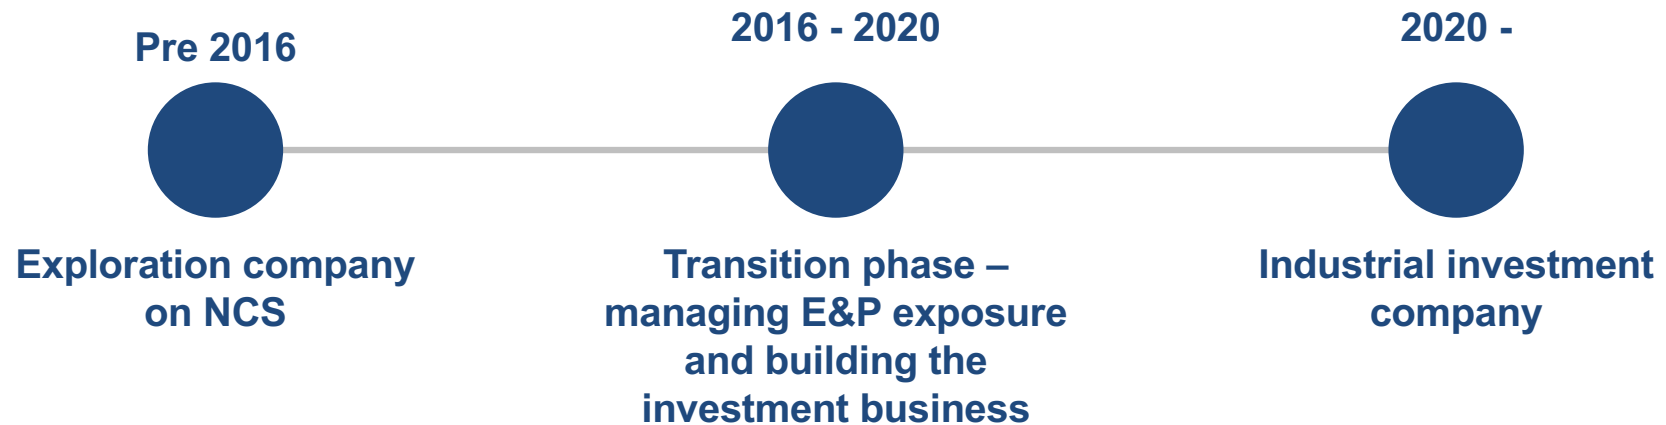 Pre 2016
Exploration company
on NCS
2016 - 2020
Transition phase –
managing E&P exposure
and building the
investment business
2020 -
Industrial investment
company